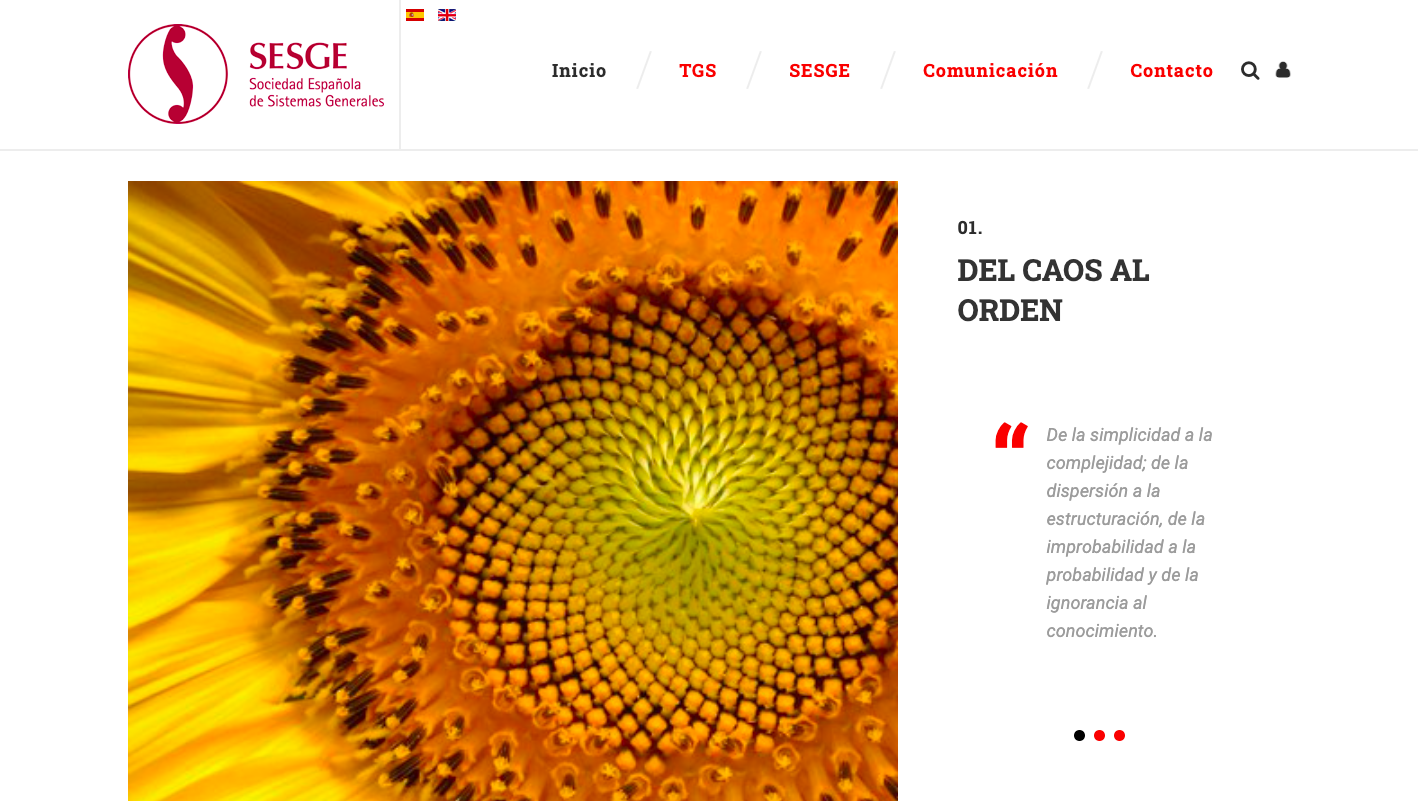 SESGE
Sociedad Española
de Sistemas Generales
Inicio
TGS
SESGE
Comunicación
Contacto
01.
DEL CAOS AL
ORDEN
“ De la simplicidad a la
complejidad; de la
dispersión a la
estructuración, de la
improbabilidad a la
probabilidad y de la
ignorancia al
conocimiento.